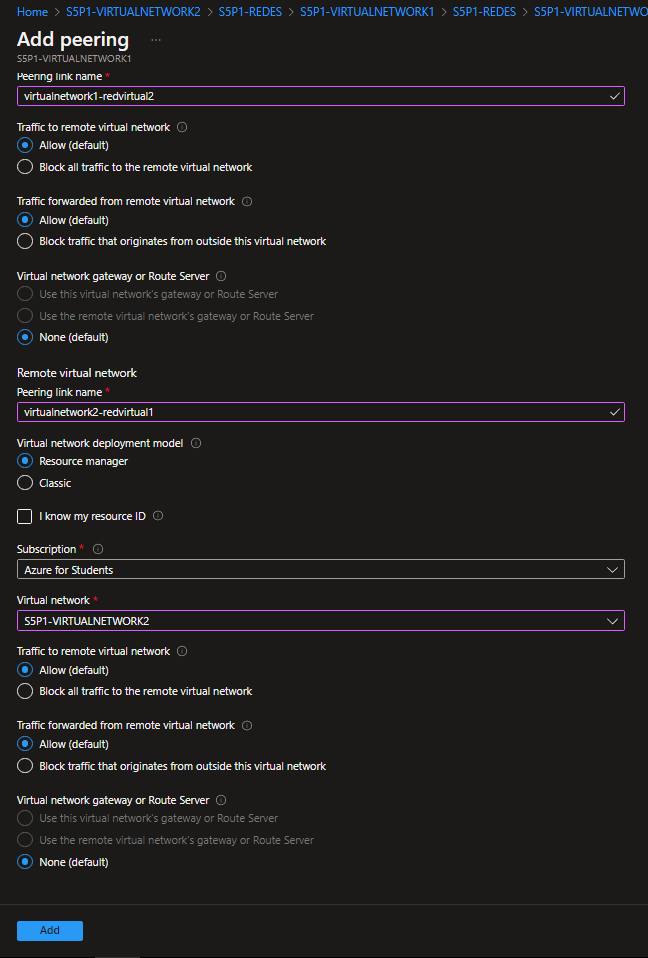 Home > S5P1-VIRTUALNETWORK2 > S5P1-REDES > S5P1-VIRTUALNETWORK1 > S5P1-REDES > S5P1-VIRTUALNETWO
Add peering ...
S5P1-VIRTUALNETWORK1
Peering link name *
virtualnetwork1-redvirtual2
Traffic to remote virtual network
Allow (default)
Block all traffic to the remote virtual network
Traffic forwarded from remote virtual network
Allow (default)
Block traffic that originates from outside this virtual network
Virtual network gateway or Route Server
Use this virtual network's gateway or Route Server
Use the remote virtual network's gateway or Route Server
None (default)
Remote virtual network
Peering link name *
virtualnetwork2-redvirtual1
Virtual network deployment model
Resource manager
Classic
I know my resource ID
Subscription *
Azure for Students
Virtual network *
S5P1-VIRTUALNETWORK2
Traffic to remote virtual network
Allow (default)
Block all traffic to the remote virtual network
Traffic forwarded from remote virtual network
Allow (default)
Block traffic that originates from outside this virtual network
Virtual network gateway or Route Server
Use this virtual network's gateway or Route Server
Use the remote virtual network's gateway or Route Server
None (default)
Add